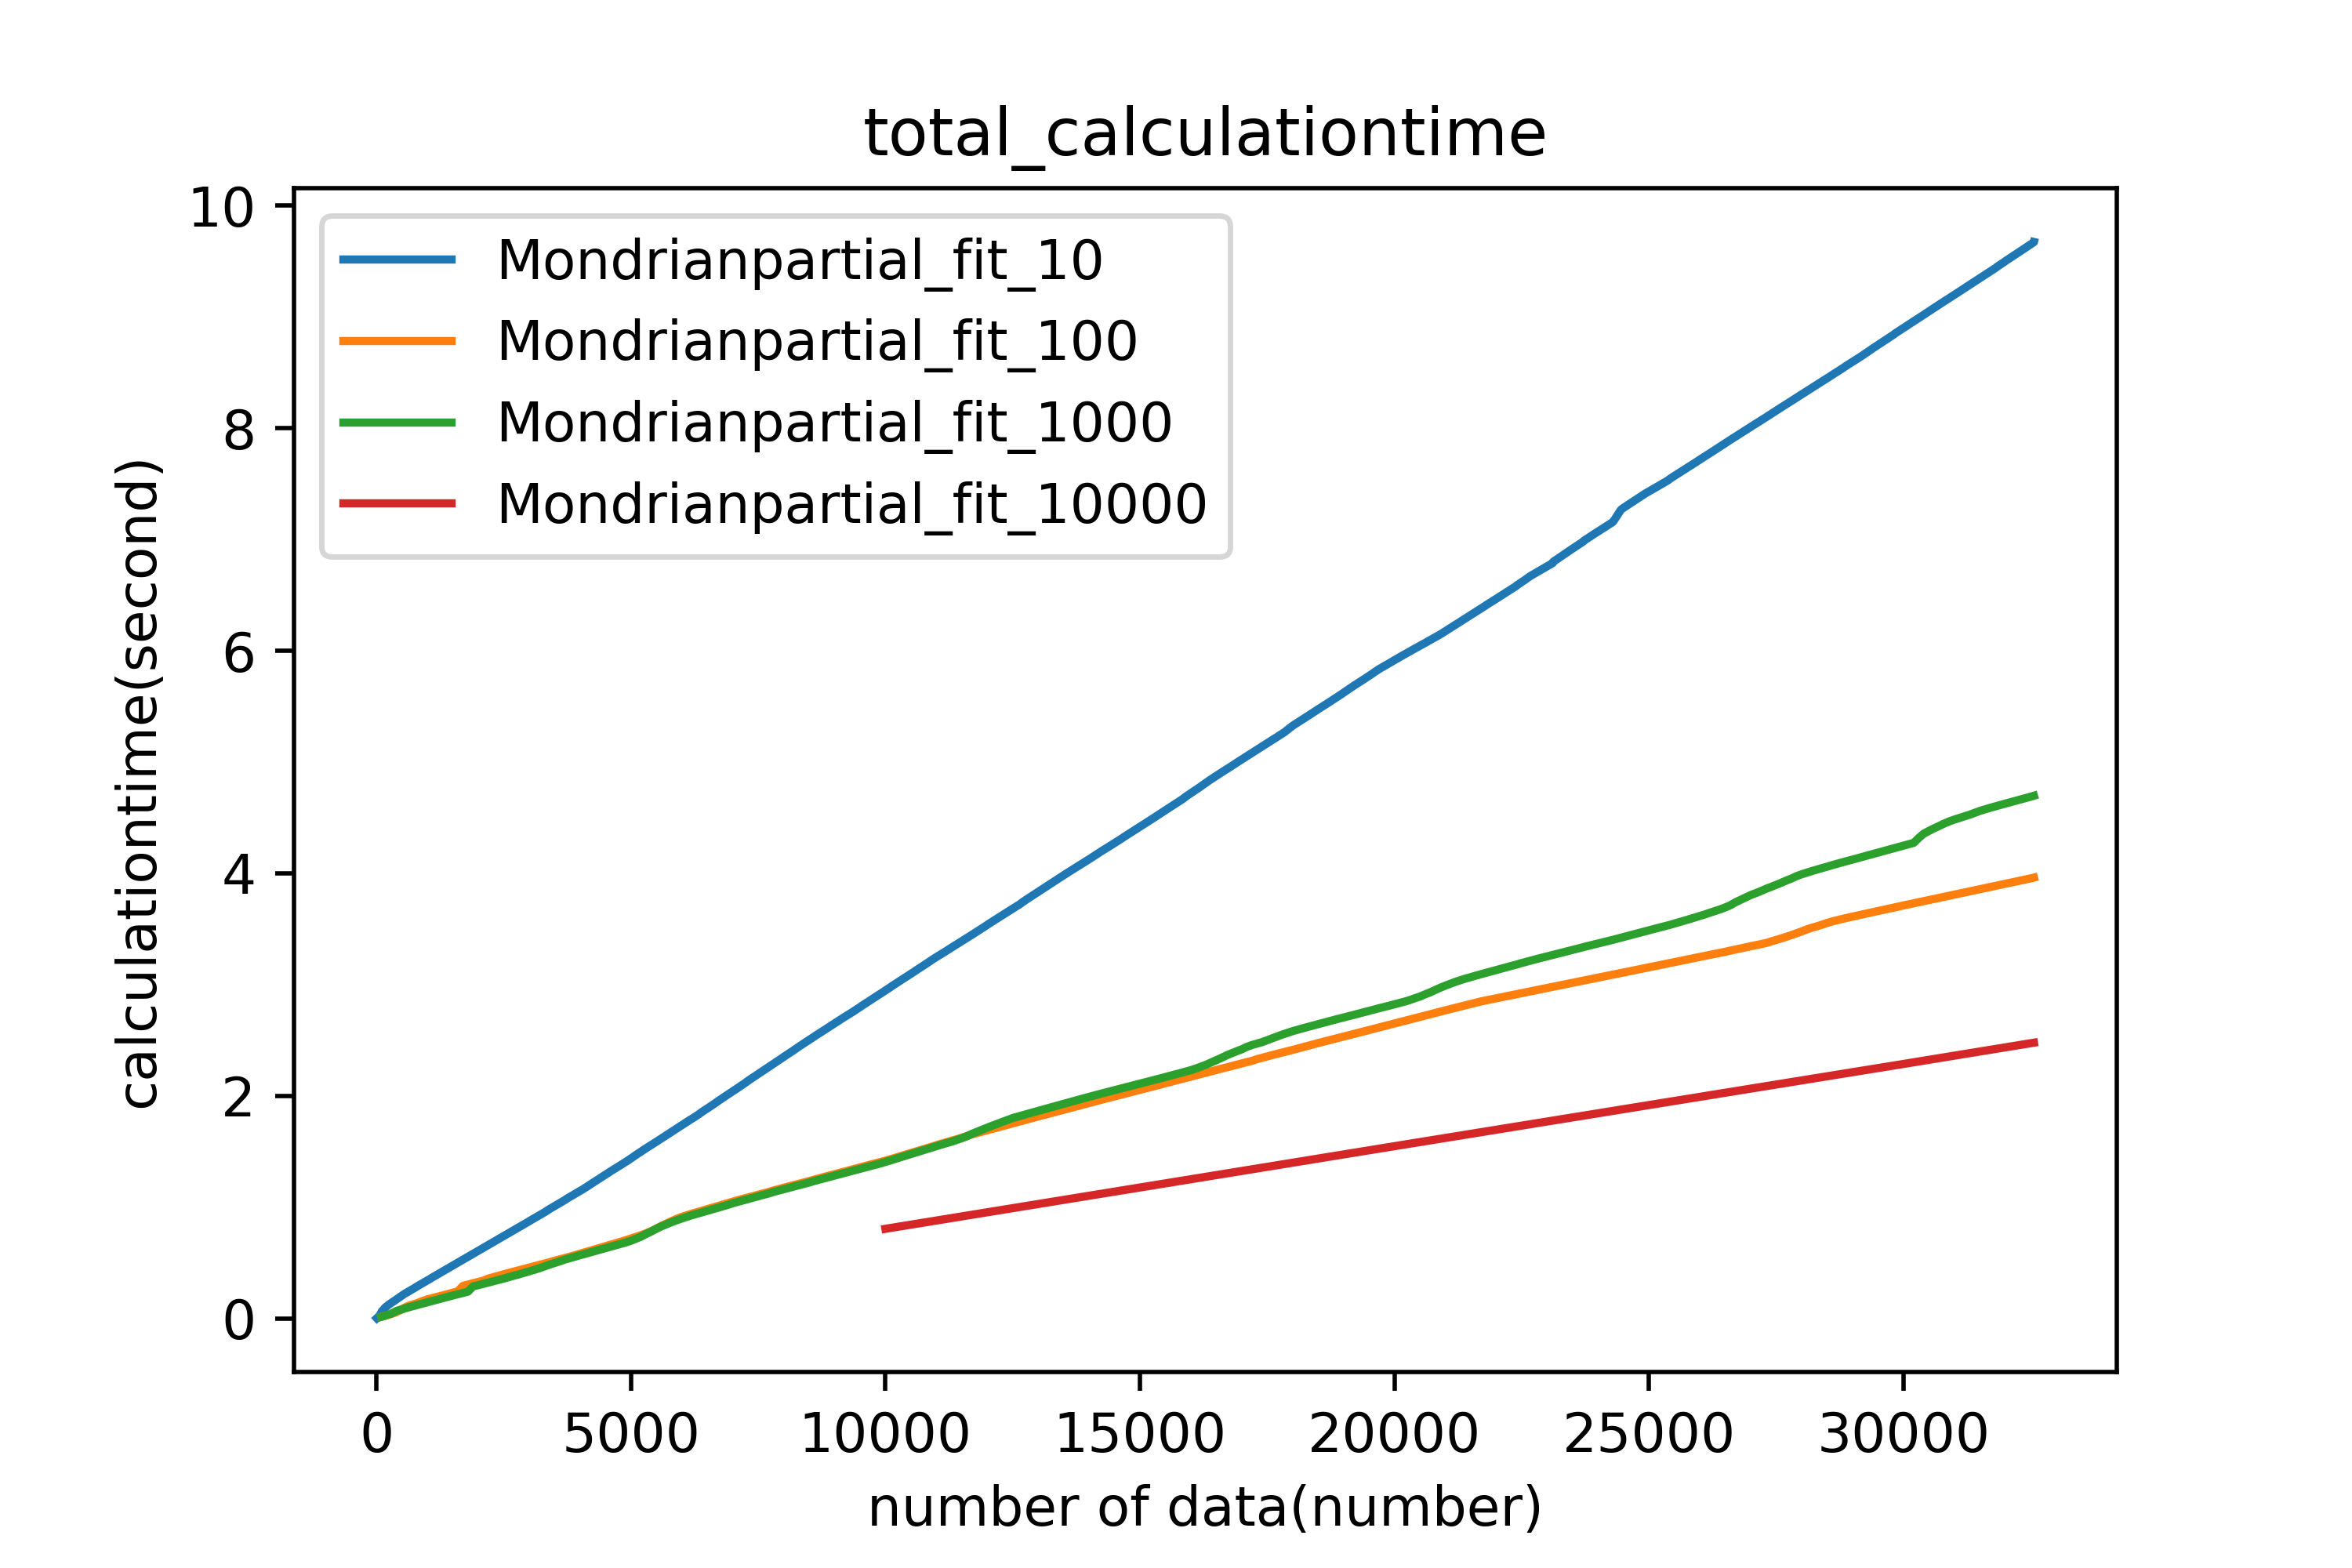 total_calculationtime
Mondrianpartial_fit_10
Mondrianpartial_fit_100
Mondrianpartial_fit_1000
Mondrianpartial_fit_10000
calculationtime(second)
10
8
6
4
2
0
0 5000 10000 15000 20000 25000 30000
number of data(number)